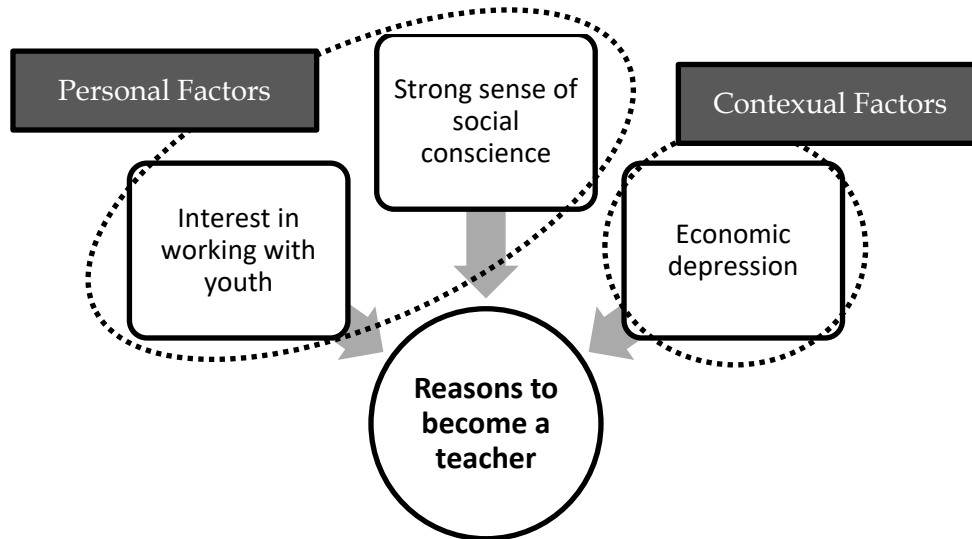 Personal Factors
Strong sense of
social
conscience
Contexual Factors
Interest in
working with
youth
Economic
depression
Reasons to
become a
teacher